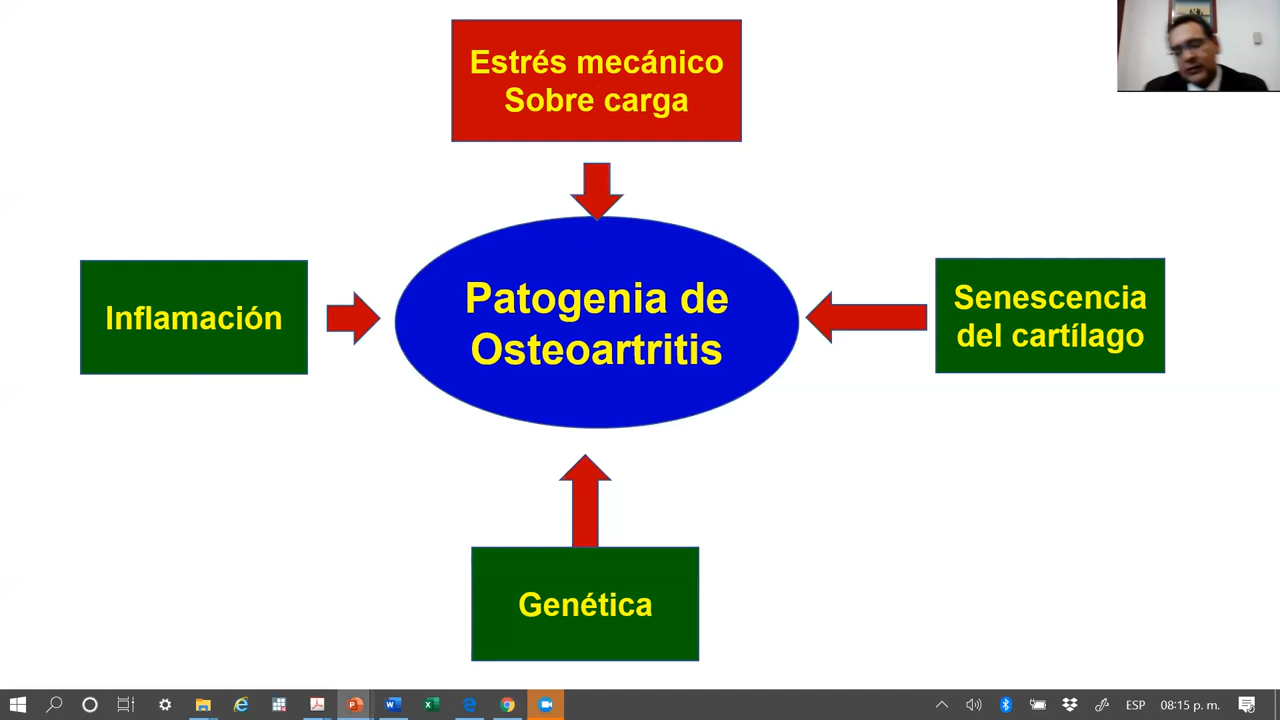 Estrés mecánico
Sobre carga
Patogenia de
Osteoartritis
Inflamación
Senescencia
del cartílago
Genética
ESP
08:15 p. m.